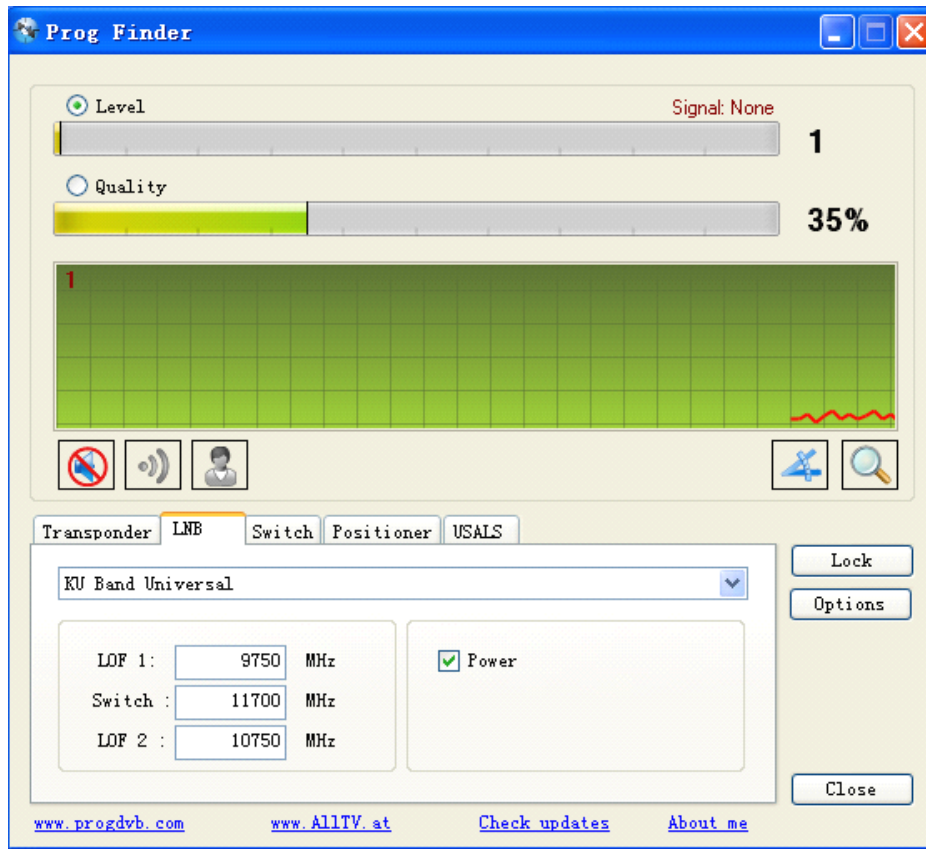 Prog Finder
Level
Signal: None
1
Quality
35%
1
Transponder LNB Switch Positioner USALS
KU Band Universal
Lock
Options
LOF 1: 9750 MHz
Power
Switch : 11700 MHz
LOF 2 : 10750 MHz
Close
www.progdvb.com www.AllTV.at Check updates About me